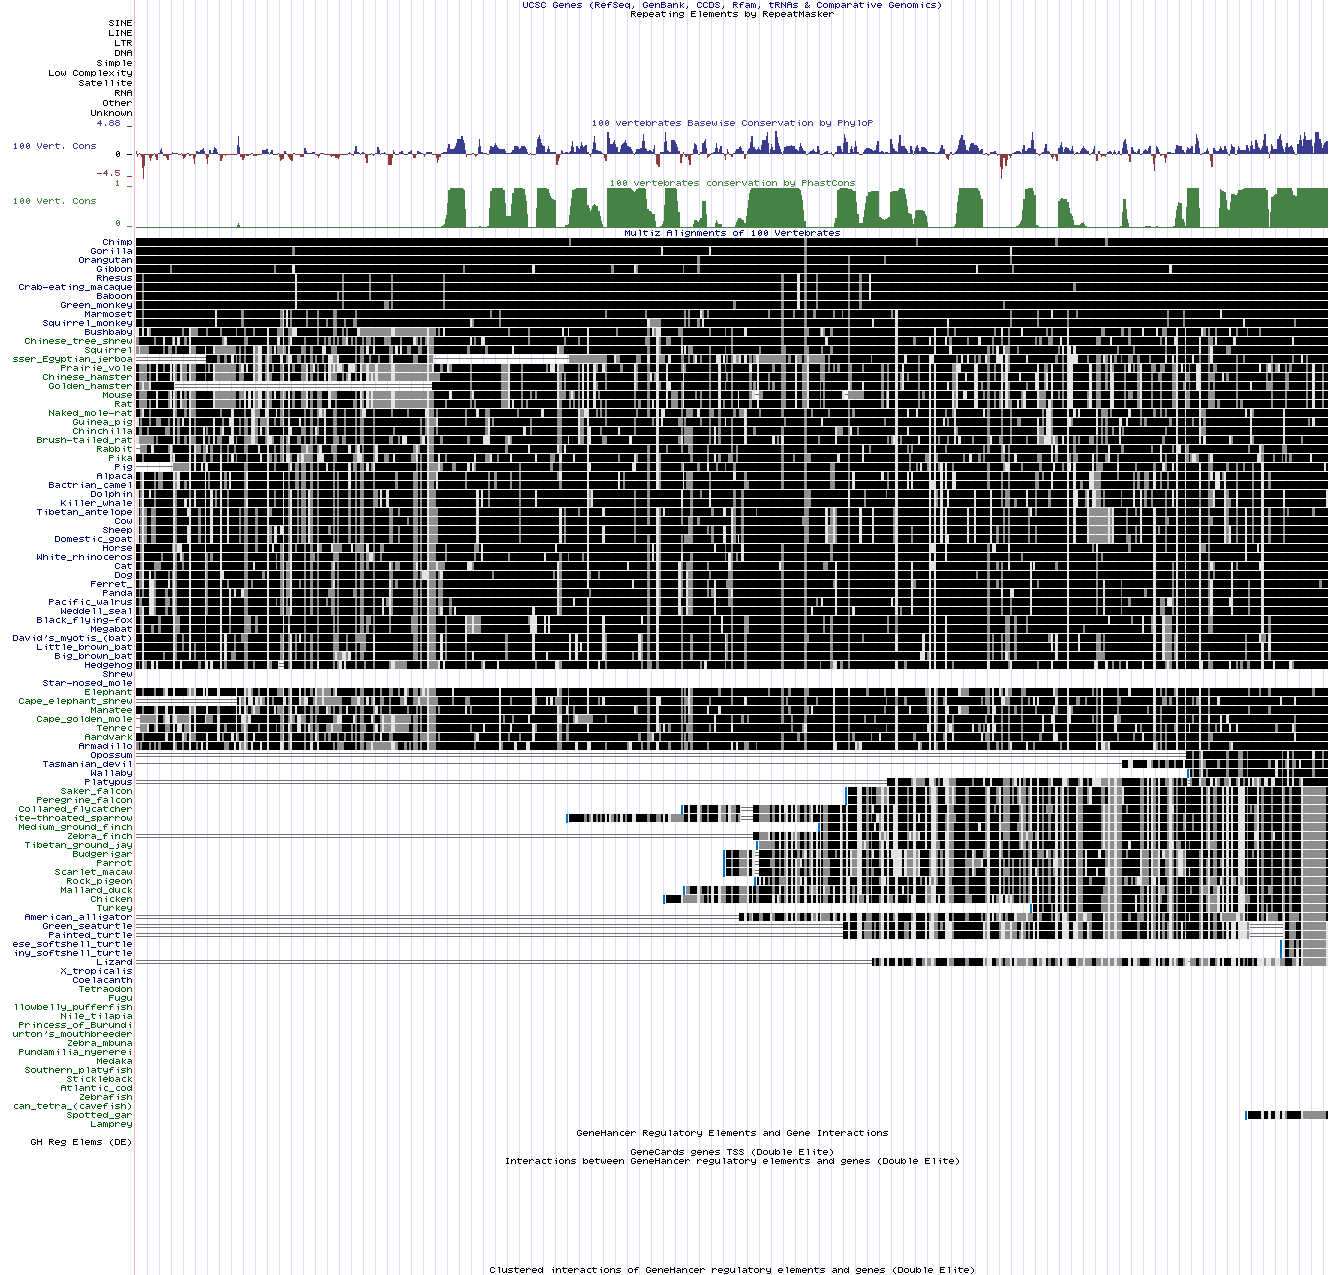 UCSC Genes (RefSeq, GenBank, CCDS, Rfam, tRNAs & Comparative Genomics)
Repeating Elements by RepeatMasker
SINE
LINE
LTR
DNA
Simple
Low Complexity
Satellite
RNA
Other
Unknown
4.88 _ 100 vertebrates Basewise Conservation by PhyloP
100 Vert. Cons
0 -
-4.5 _
1 _ 100 vertebrates conservation by PhastCons
100 Vert. Cons
0 _
Multiz Alignments of 100 Vertebrates
Chimp
Gorilla
Orangutan
Gibbon
Rhesus
Crab-eating_macaque
Baboon
Green_monkey
Marmoset
Squirrel_monkey
Bushbaby
Chinese_tree_shrew
Squirrel
sser_Egyptian_jerboa
Prairie_vole
Chinese_hamster
Golden_hamster
Mouse
Rat
Naked_mole-rat
Guinea_pig
Chinchilla
Brush-tailed_rat
Rabbit
Pika
Pig
Alpaca
Bactrian_camel
Dolphin
Killer_whale
Tibetan_antelope
Cow
Sheep
Domestic_goat
Horse
White_rhinoceros
Cat
Dog
Ferret_
Panda
Pacific_walrus
Weddell_seal
Black_flying-fox
Megabat
David's_myotis_(bat)
Little_brown_bat
Big_brown_bat
Hedgehog
Shrew
Star-nosed_mole
Elephant
Cape_elephant_shrew
Manatee
Cape_golden_mole
Tenrec
Aardvark
Armadillo
Opossum
Tasmanian_devil
Wallaby
Platypus
Saker_falcon
Peregrine_falcon
Collared_flycatcher
ite-throated_sparrow
Medium_ground_finch
Zebra_finch
Tibetan_ground_jay
Budgerigar
Parrot
Scarlet_macaw
Rock_pigeon
Mallard_duck
Chicken
Turkey
American_alligator
Green_seaturtle
Painted_turtle
ese_softshell_turtle
iny_softshell_turtle
Lizard
X_tropicalis
Coelacanth
Tetraodon
Fugu
llowbelly_pufferfish
Nile_tilapia
Princess_of_Burundi
urton's_mouthbreeder
Zebra_mbuna
Pundamilia_nyererei
Medaka
Southern_platyfish
Stickleback
Atlantic_cod
Zebrafish
can_tetra_(cavefish)
Spotted_gar
Lamprey
GeneHancer Regulatory Elements and Gene Interactions
GH Reg Elems (DE)
GeneCards genes TSS (Double Elite)
Interactions between GeneHancer regulatory elements and genes (Double Elite)
Clustered interactions of GeneHancer regulatory elements and genes (Double Elite)